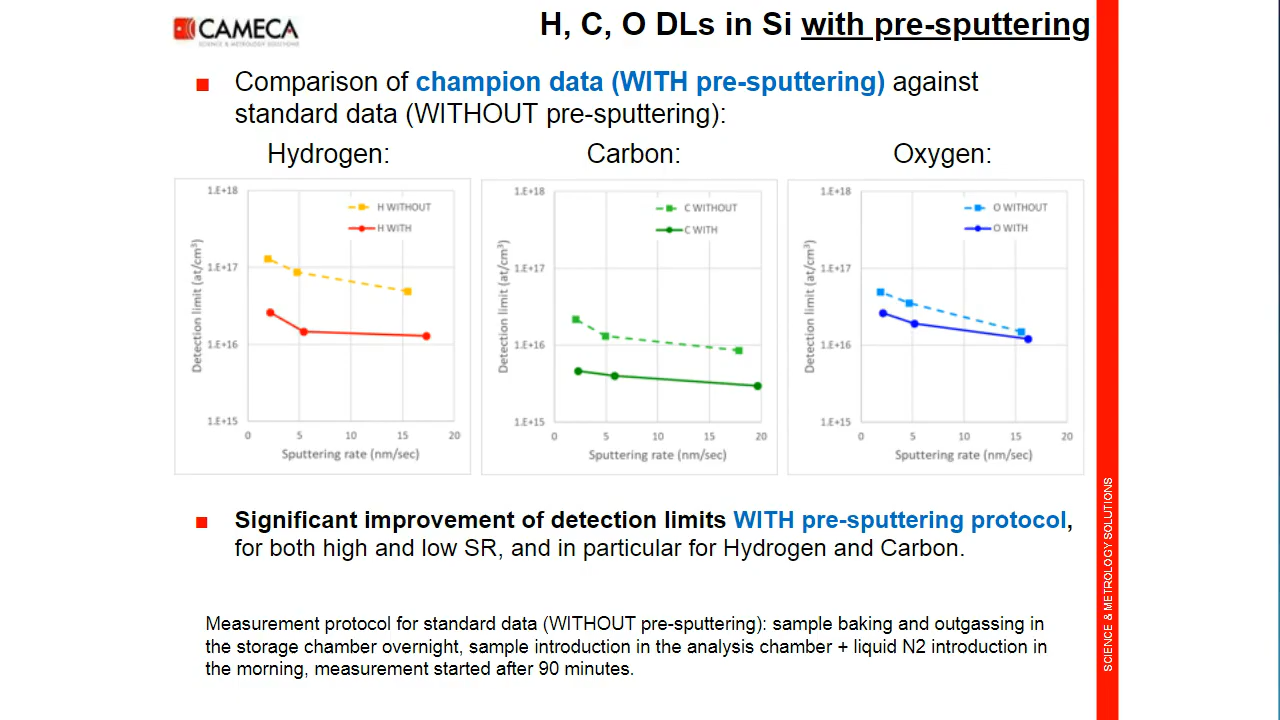 CAMECA
SCIENCE & METROLOGY SOLUTIONS
H, C, O DLs in Si with pre-sputtering
■ Comparison of champion data (WITH pre-sputtering) against
standard data (WITHOUT pre-sputtering):
Hydrogen:
Carbon:
Oxygen:
1.E+18
1.E+17
1.E+16
1.E+15
Detection limit (at/cm³)
H WITHOUT
H WITH
0 5 10 15 20
Sputtering rate (nm/sec)
1.E+18
1.E+17
1.E+16
1.E+15
Detection limit (at/cm³)
C WITHOUT
C WITH
0 5 10 15 20
Sputtering rate (nm/sec)
1.E+18
1.E+17
1.E+16
1.E+15
Detection limit (at/cm³)
O WITHOUT
O WITH
0 5 10 15 20
Sputtering rate (nm/sec)
■ Significant improvement of detection limits WITH pre-sputtering protocol,
for both high and low SR, and in particular for Hydrogen and Carbon.
Measurement protocol for standard data (WITHOUT pre-sputtering): sample baking and outgassing in
the storage chamber overnight, sample introduction in the analysis chamber + liquid N2 introduction in
the morning, measurement started after 90 minutes.
SCIENCE & METROLOGY SOLUTIONS